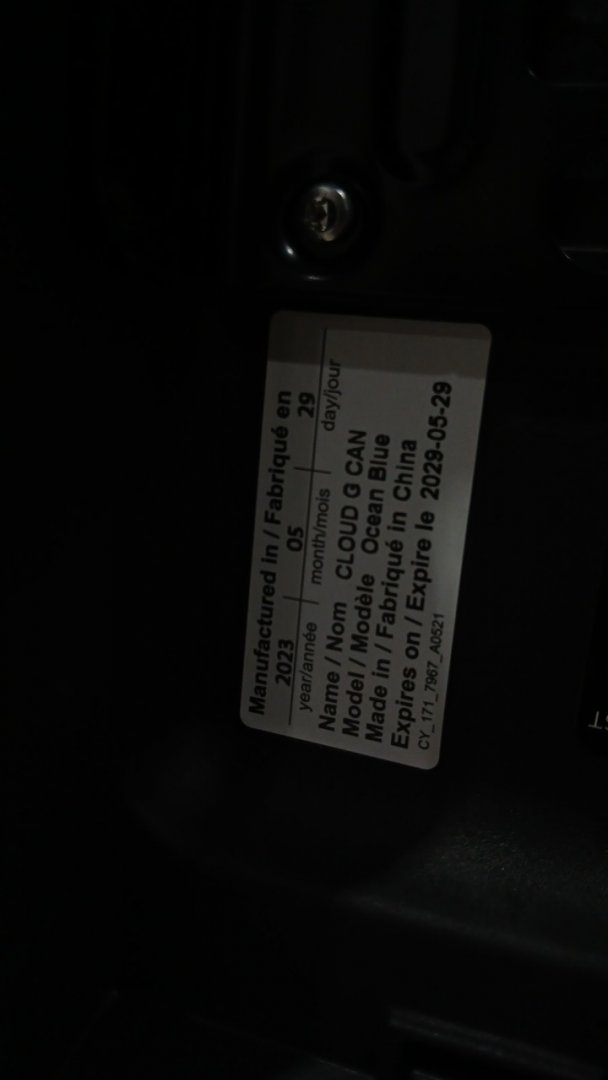 Manufactured in / Fabriqué en
2023 05 29
year/année month/mois day/jour
Name / Nom CLOUD G CAN
Model / Modèle Ocean Blue
Made in / Fabriqué in China
Expires on / Expire le 2029-05-29
CY_171_7967_A0521